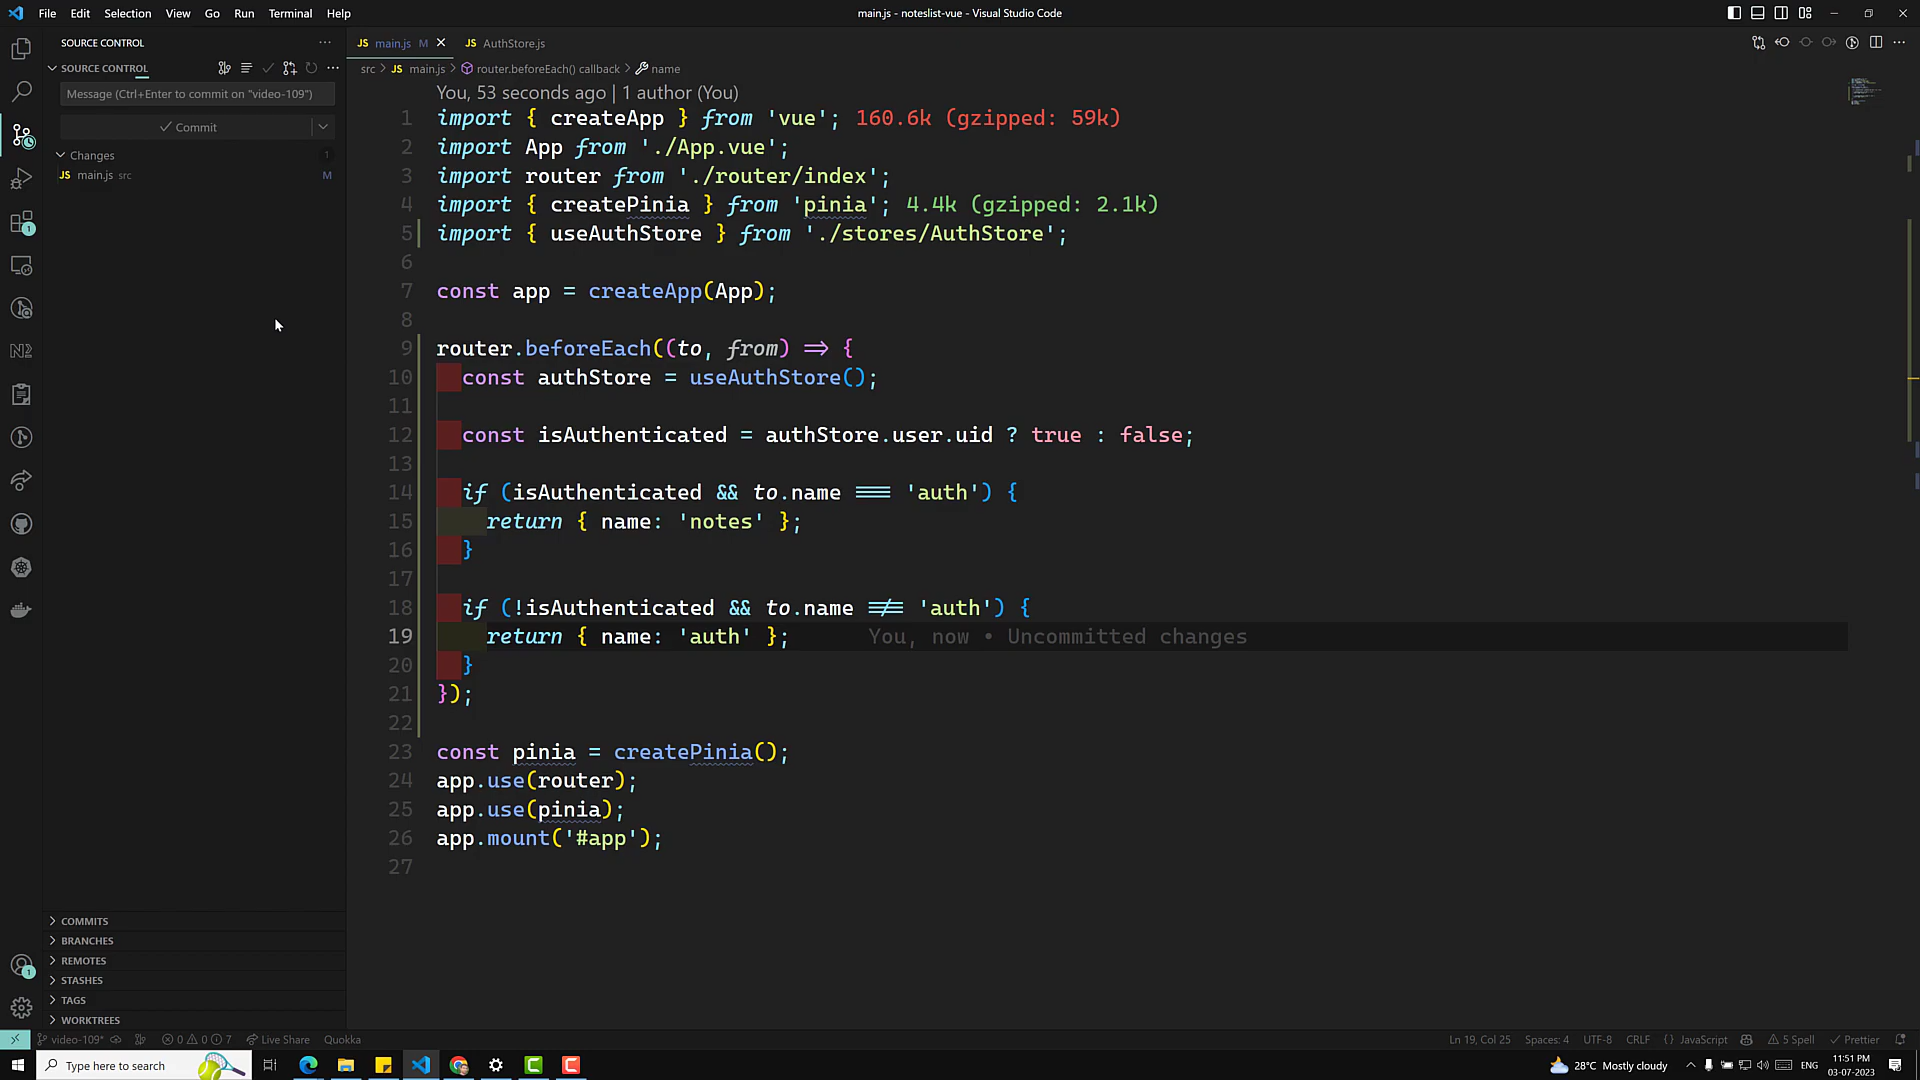 File Edit Selection View Go Run Terminal Help
main.js - noteslist-vue - Visual Studio Code
SOURCE CONTROL
SOURCE CONTROL
Message (Ctrl+Enter to commit on "video-109")
Commit
Changes 1
JS main.js src M
COMMITS
BRANCHES
REMOTES
STASHES
TAGS
WORKTREES
JS main.js M JS AuthStore.js
src > JS main.js > router.beforeEach() callback > name
You, 53 seconds ago | 1 author (You)
1 import { createApp } from 'vue'; 160.6k (gzipped: 59k)
2 import App from './App.vue';
3 import router from './router/index';
4 import { createPinia } from 'pinia'; 4.4k (gzipped: 2.1k)
5 import { useAuthStore } from './stores/AuthStore';
6
7 const app = createApp(App);
8
9 router.beforeEach((to, from) => {
10 const authStore = useAuthStore();
11
12 const isAuthenticated = authStore.user.uid ? true : false;
13
14 if (isAuthenticated && to.name === 'auth') {
15 return { name: 'notes' };
16 }
17
18 if (!isAuthenticated && to.name !== 'auth') {
19 return { name: 'auth' }; You, now • Uncommitted changes
20 }
21 });
22
23 const pinia = createPinia();
24 app.use(router);
25 app.use(pinia);
26 app.mount('#app');
27
video-109* 0 0 7 Live Share Quokka
Ln 19, Col 25 Spaces: 4 UTF-8 CRLF {} JavaScript 5 Spell Prettier
Type here to search
28°C Mostly cloudy ENG 11:51 PM
03-07-2023